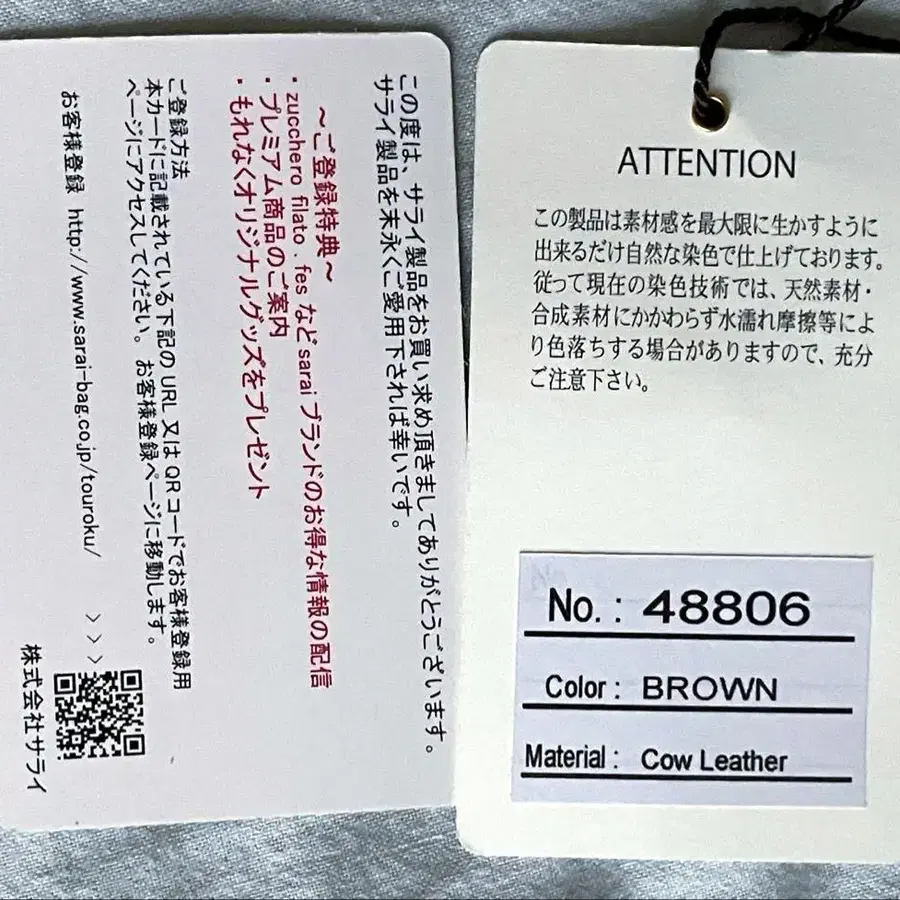 この度は、サライ製品をお買い求め頂きましてありがとうございます。
サライ製品を末永くご愛用下されば幸いです。
～ご登録特典～
・zucchero filato . fes など sarai ブランドのお得な情報の配信
・プレミアム商品のご案内
・もれなくオリジナルグッズをプレゼント
ご登録方法
本カードに記載されている下記の URL 又は QR コードでお客様登録用
ページにアクセスしてください。お客様登録ページに移動します。
お客様登録 http://www.sarai-bag.co.jp/touroku/ >>>
株式会社サライ
ATTENTION
この製品は素材感を最大限に生かすように
出来るだけ自然な染色で仕上げております。
従って現在の染色技術では、天然素材・
合成素材にかかわらず水濡れ摩擦等によ
り色落ちする場合がありますので、充分
ご注意下さい。
No. : 48806
Color : BROWN
Material : Cow Leather